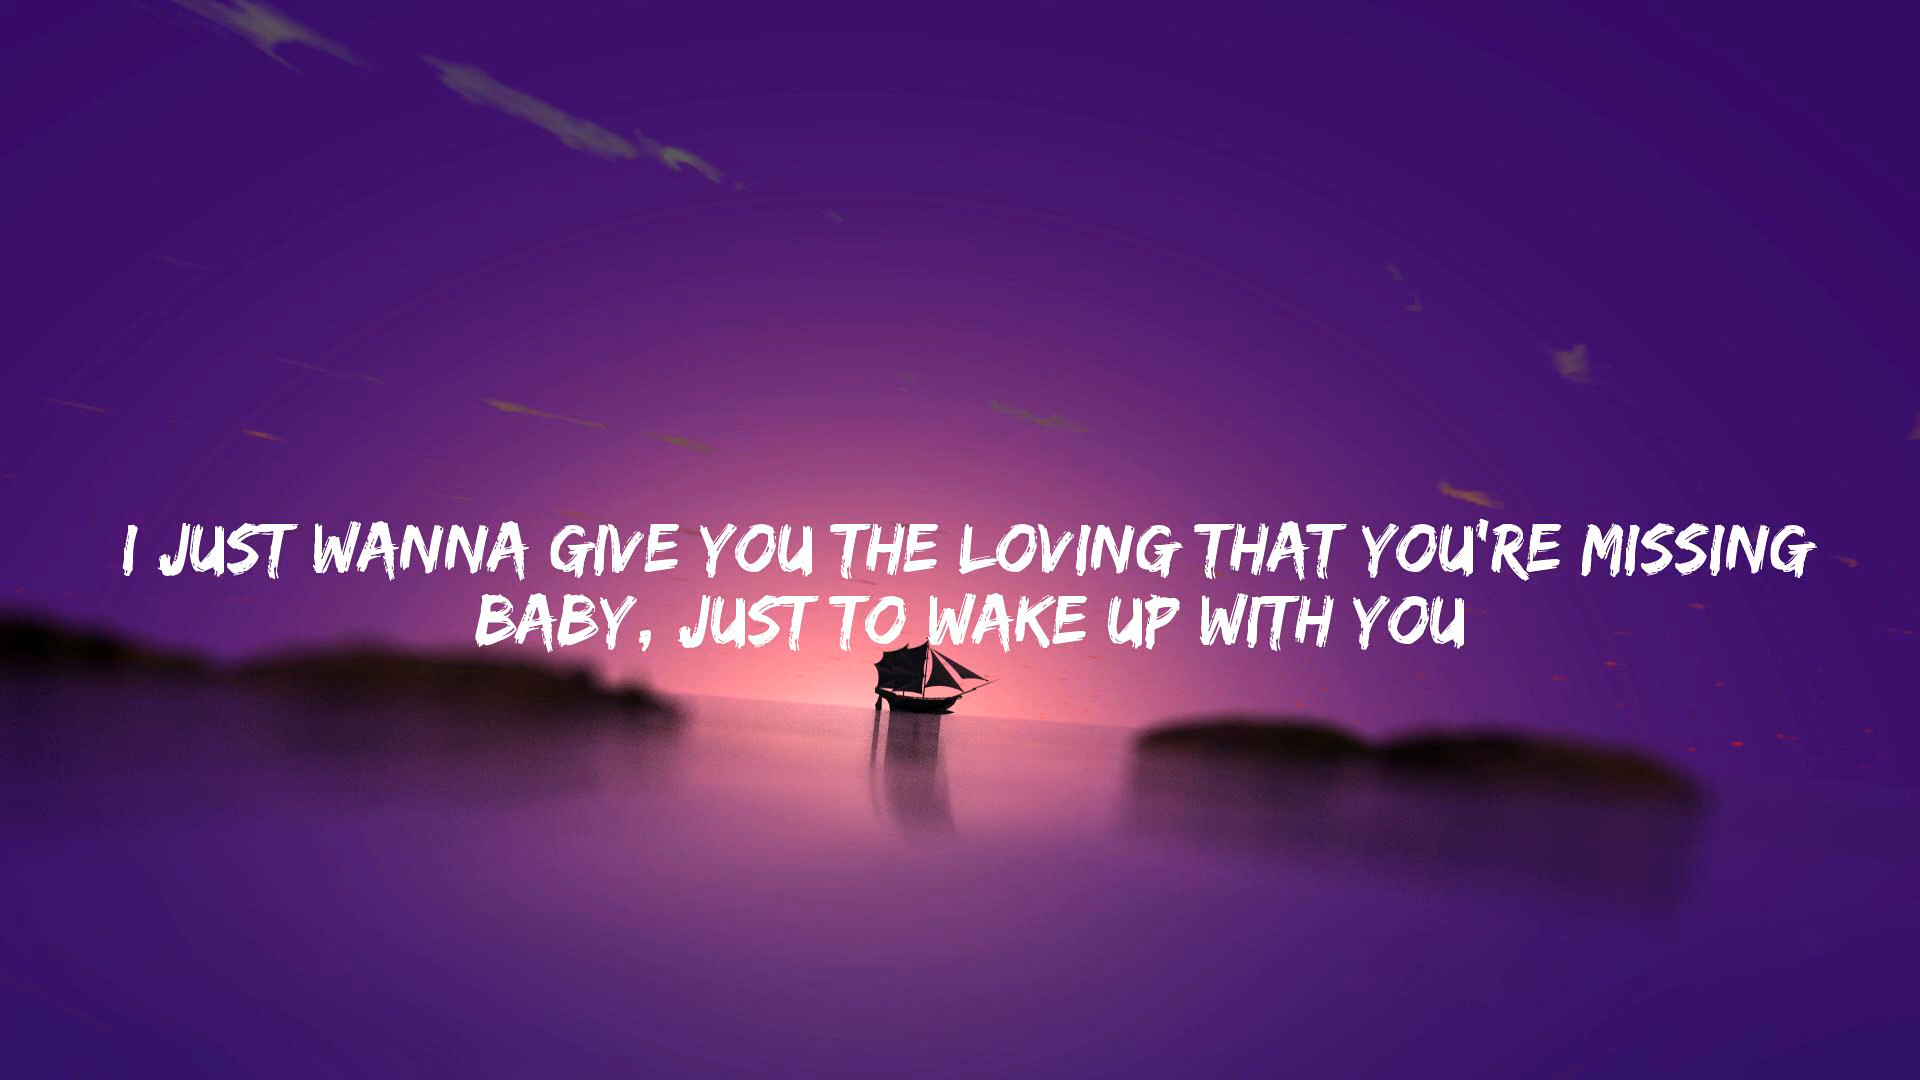 I JUST WANNA GIVE YOU THE LOVING THAT YOU'RE MISSING
BABY, JUST TO WAKE UP WITH YOU